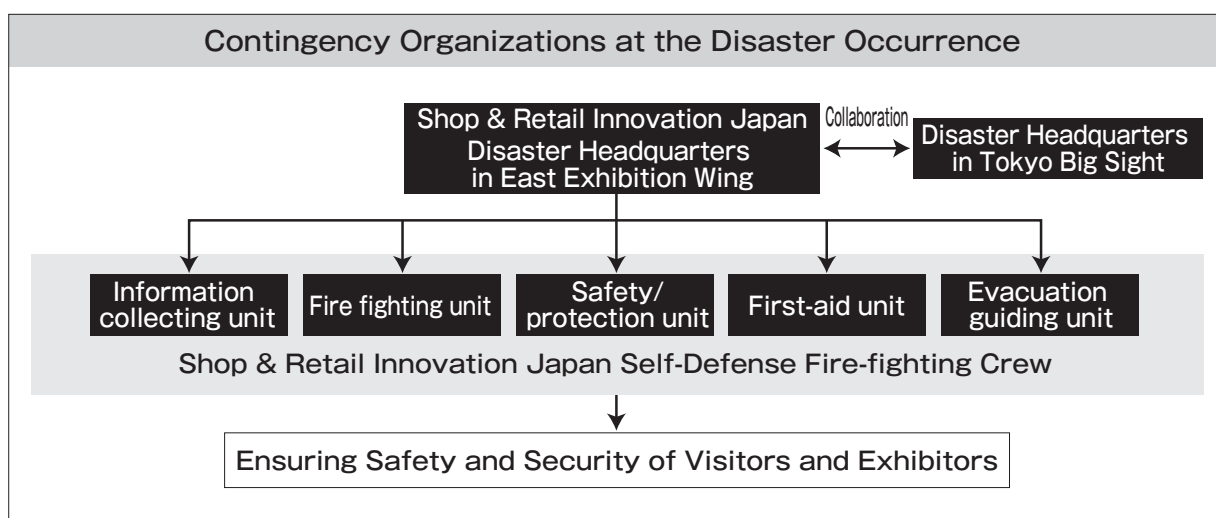 Contingency Organizations at the Disaster Occurrence
Shop & Retail Innovation Japan
Disaster Headquarters
in East Exhibition Wing
Collaboration
Disaster Headquarters
in Tokyo Big Sight
Information
collecting unit
Fire fighting unit
Safety/
protection unit
First-aid unit
Evacuation
guiding unit
Shop & Retail Innovation Japan Self-Defense Fire-fighting Crew
Ensuring Safety and Security of Visitors and Exhibitors